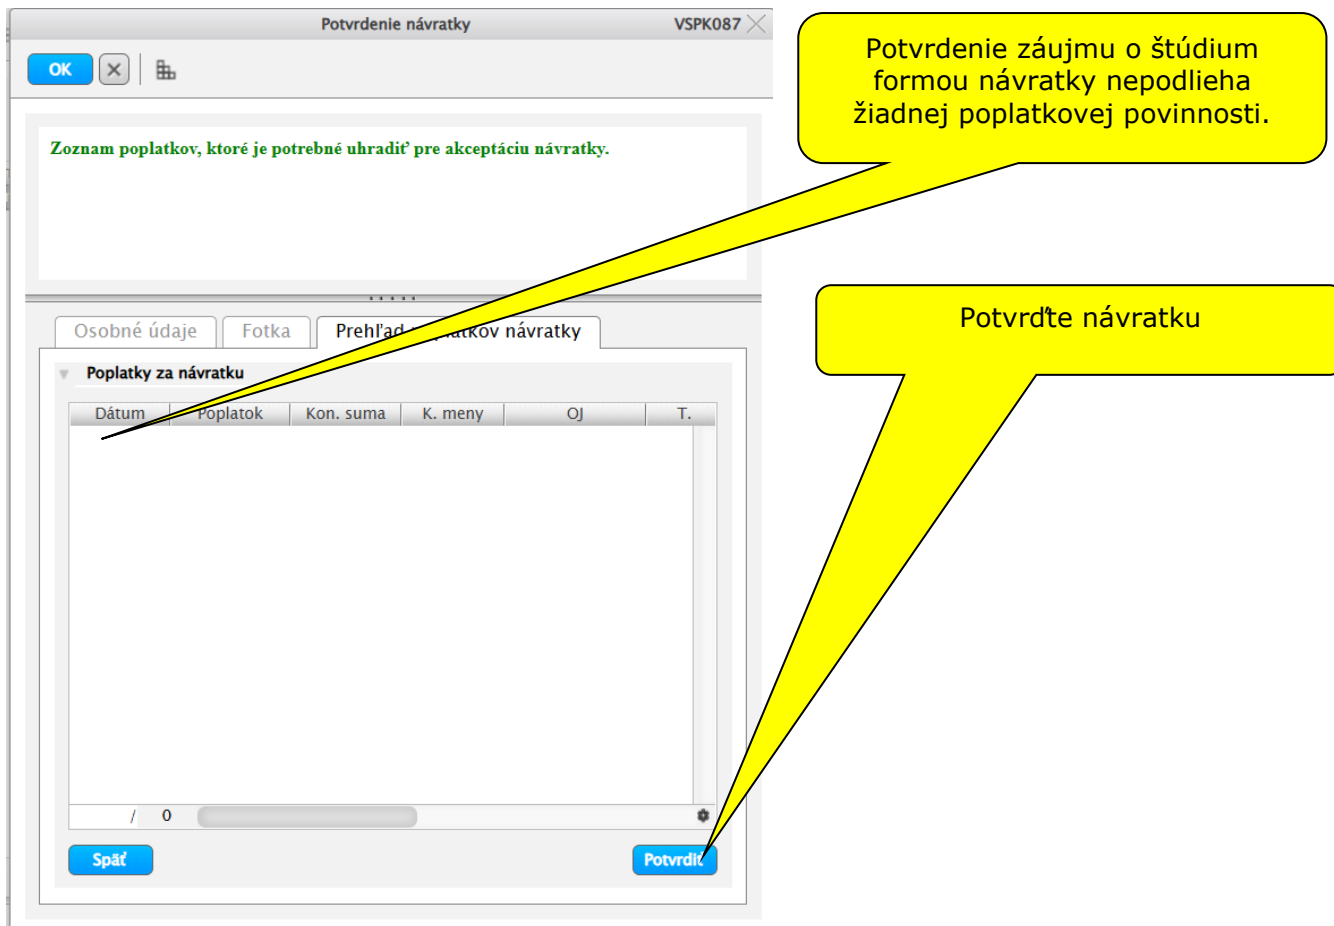 Potvrdenie návratky
VSPK087
OK
Potvrdenie záujmu o štúdium
formou návratky nepodlieha
žiadnej poplatkovej povinnosti.
Zoznam poplatkov, ktoré je potrebné uhradiť pre akceptáciu návratky.
Potvrďte návratku
Osobné údaje
Fotka
Prehľad návratky
Poplatky za návratku
Dátum Poplatok Kon. suma K. meny OJ T.
/ 0
Späť
Potvrdiť